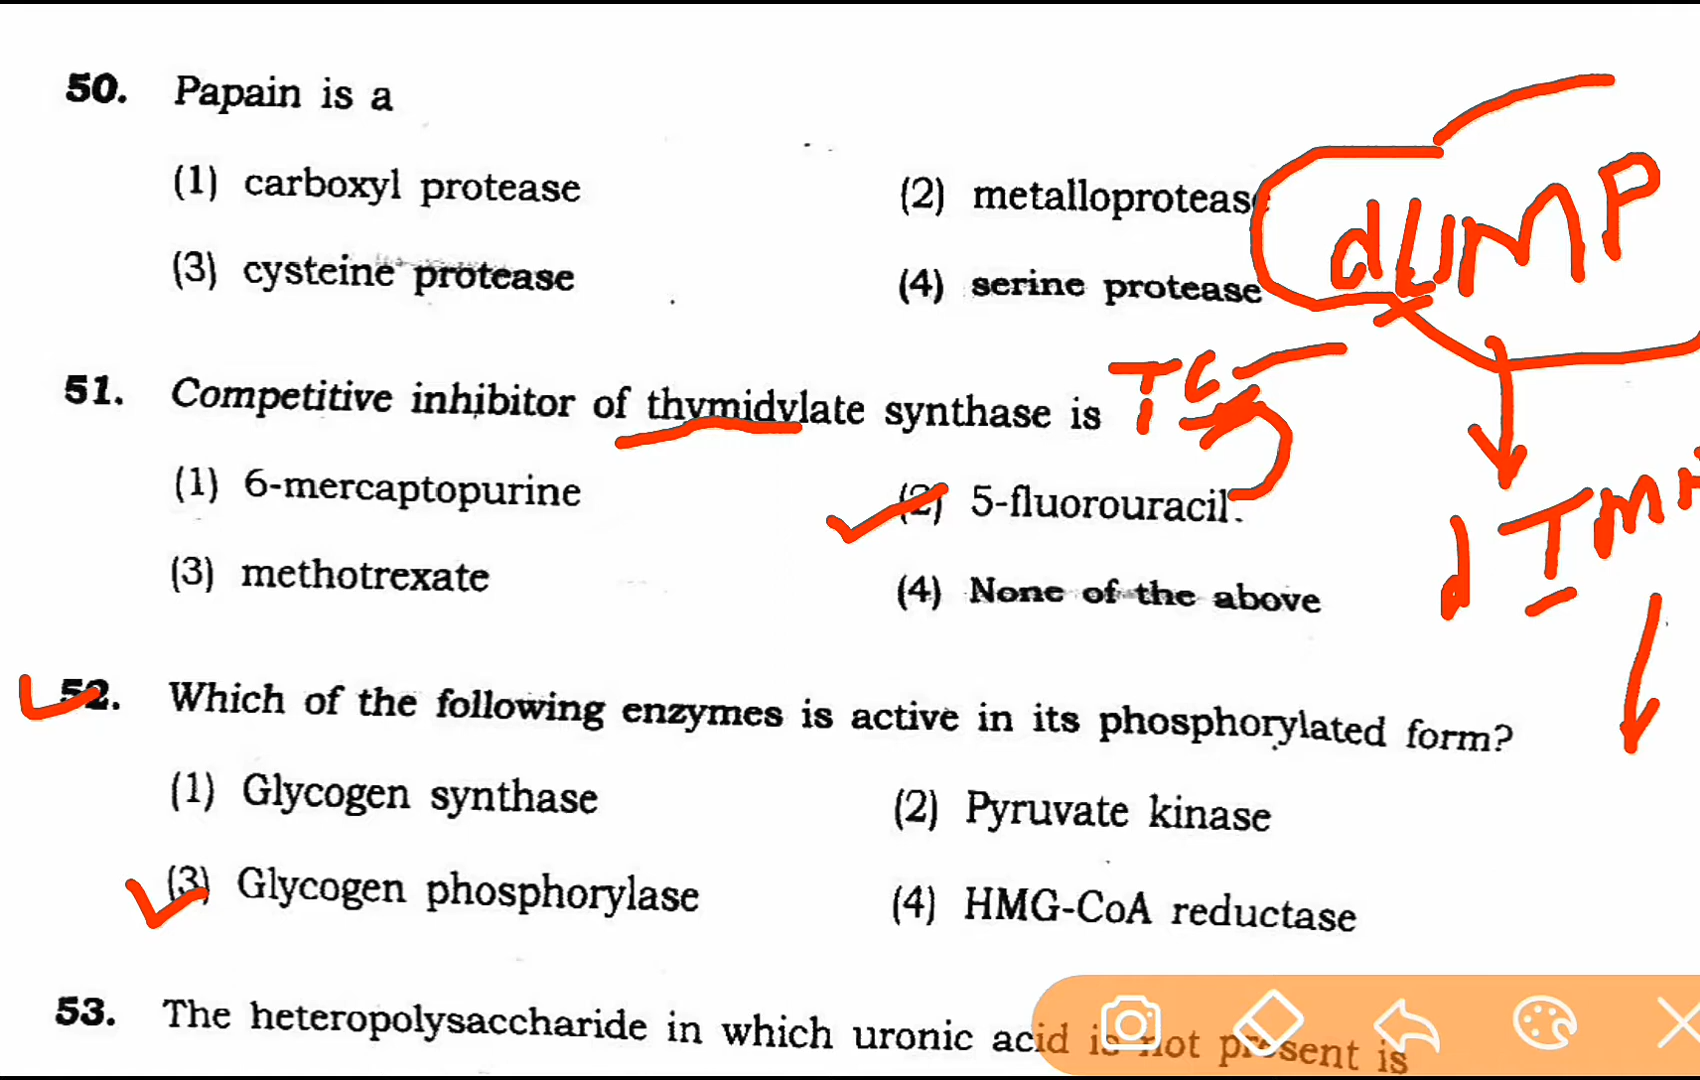 50. Papain is a
(1) carboxyl protease (2) metalloprotease
(3) cysteine protease (4) serine protease
dUMP
51. Competitive inhibitor of thymidylate synthase is
(1) 6-mercaptopurine (2) 5-fluorouracil
(3) methotrexate (4) None of the above
52. Which of the following enzymes is active in its phosphorylated form?
(1) Glycogen synthase (2) Pyruvate kinase
(3) Glycogen phosphorylase (4) HMG-CoA reductase
53. The heteropolysaccharide in which uronic acid is not present is